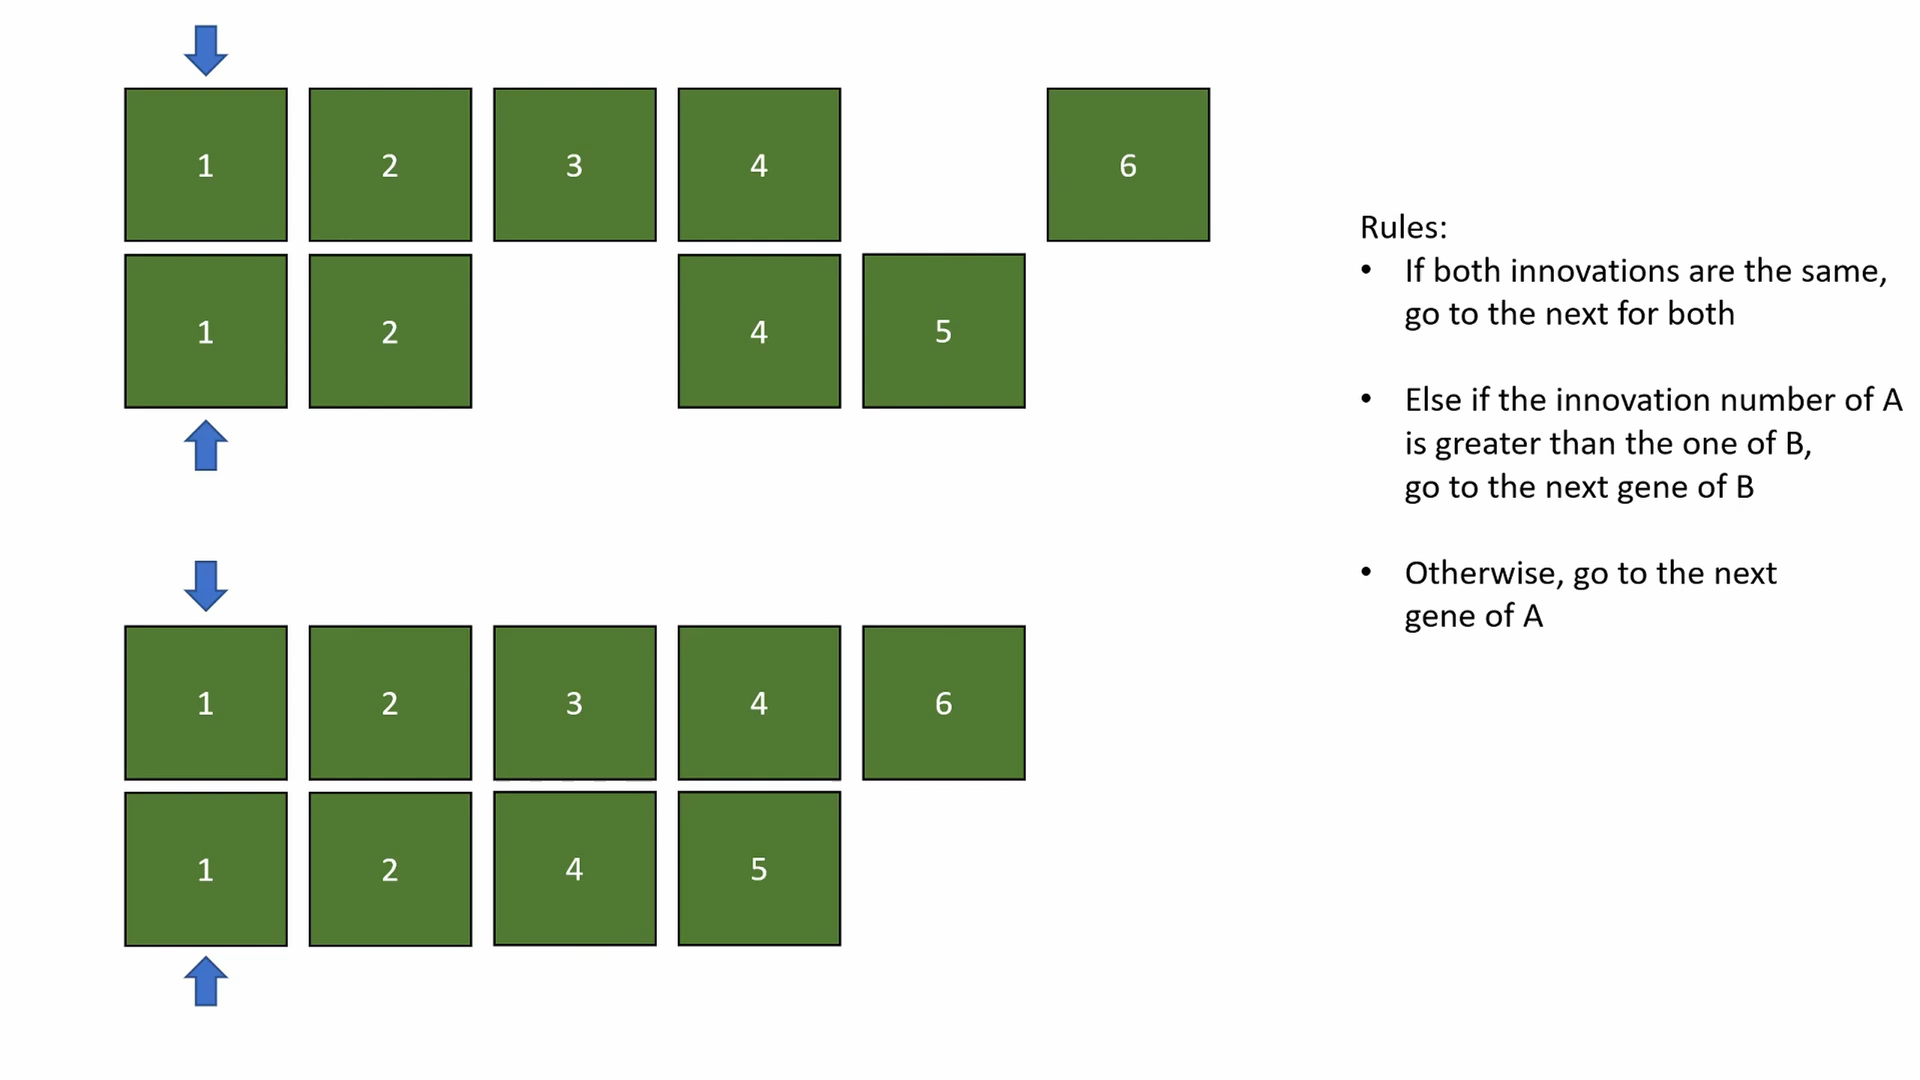 1 2 3 4 6
1 2 4 5
Rules:
• If both innovations are the same,
go to the next for both
• Else if the innovation number of A
is greater than the one of B,
go to the next gene of B
• Otherwise, go to the next
gene of A
1 2 3 4 6
1 2 4 5